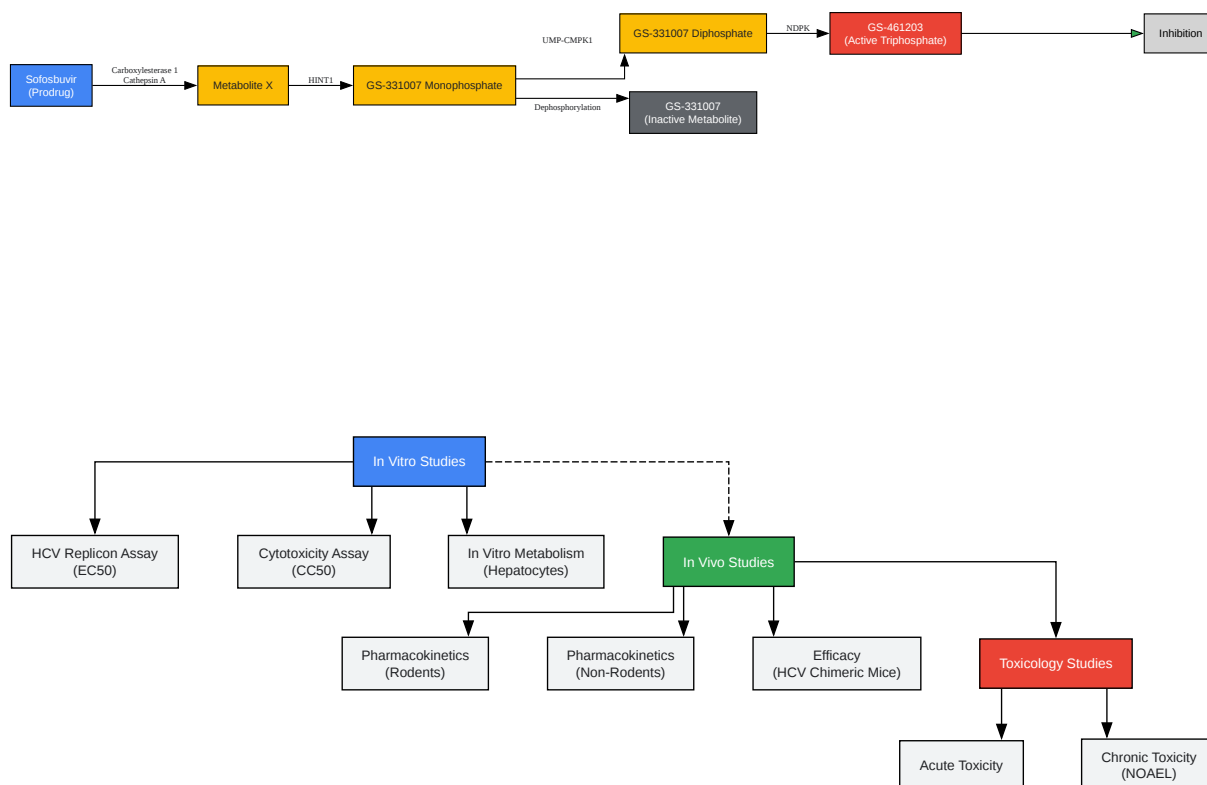 UMP-CMPK1
GS-331007 Diphosphate
NDPK
GS-461203
(Active Triphosphate)
Inhibition
Sofosbuvir
(Prodrug)
Carboxylesterase 1
Cathepsin A
Metabolite X
HINT1
GS-331007 Monophosphate
Dephosphorylation
GS-331007
(Inactive Metabolite)
In Vitro Studies
HCV Replicon Assay
(EC50)
Cytotoxicity Assay
(CC50)
In Vitro Metabolism
(Hepatocytes)
In Vivo Studies
Pharmacokinetics
(Rodents)
Pharmacokinetics
(Non-Rodents)
Efficacy
(HCV Chimeric Mice)
Toxicology Studies
Acute Toxicity
Chronic Toxicity
(NOAEL)